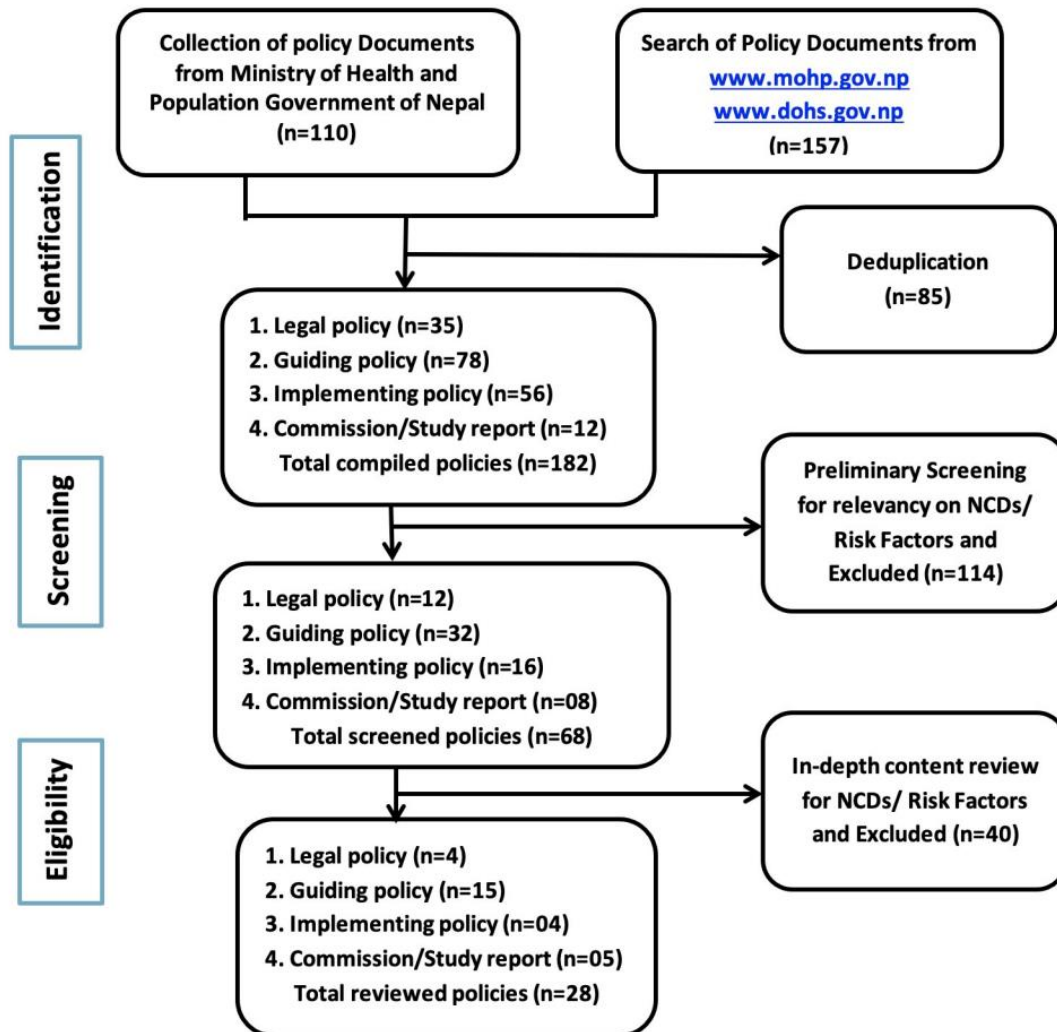 Collection of policy Documents
from Ministry of Health and
Population Government of Nepal
(n=110)
Search of Policy Documents from
www.mohp.gov.np
www.dohs.gov.np
(n=157)
Identification
Deduplication
(n=85)
1. Legal policy (n=35)
2. Guiding policy (n=78)
3. Implementing policy (n=56)
4. Commission/Study report (n=12)
Total compiled policies (n=182)
Screening
Preliminary Screening
for relevancy on NCDs/
Risk Factors and
Excluded (n=114)
1. Legal policy (n=12)
2. Guiding policy (n=32)
3. Implementing policy (n=16)
4. Commission/Study report (n=08)
Total screened policies (n=68)
Eligibility
In-depth content review
for NCDs/ Risk Factors
and Excluded (n=40)
1. Legal policy (n=4)
2. Guiding policy (n=15)
3. Implementing policy (n=04)
4. Commission/Study report (n=05)
Total reviewed policies (n=28)